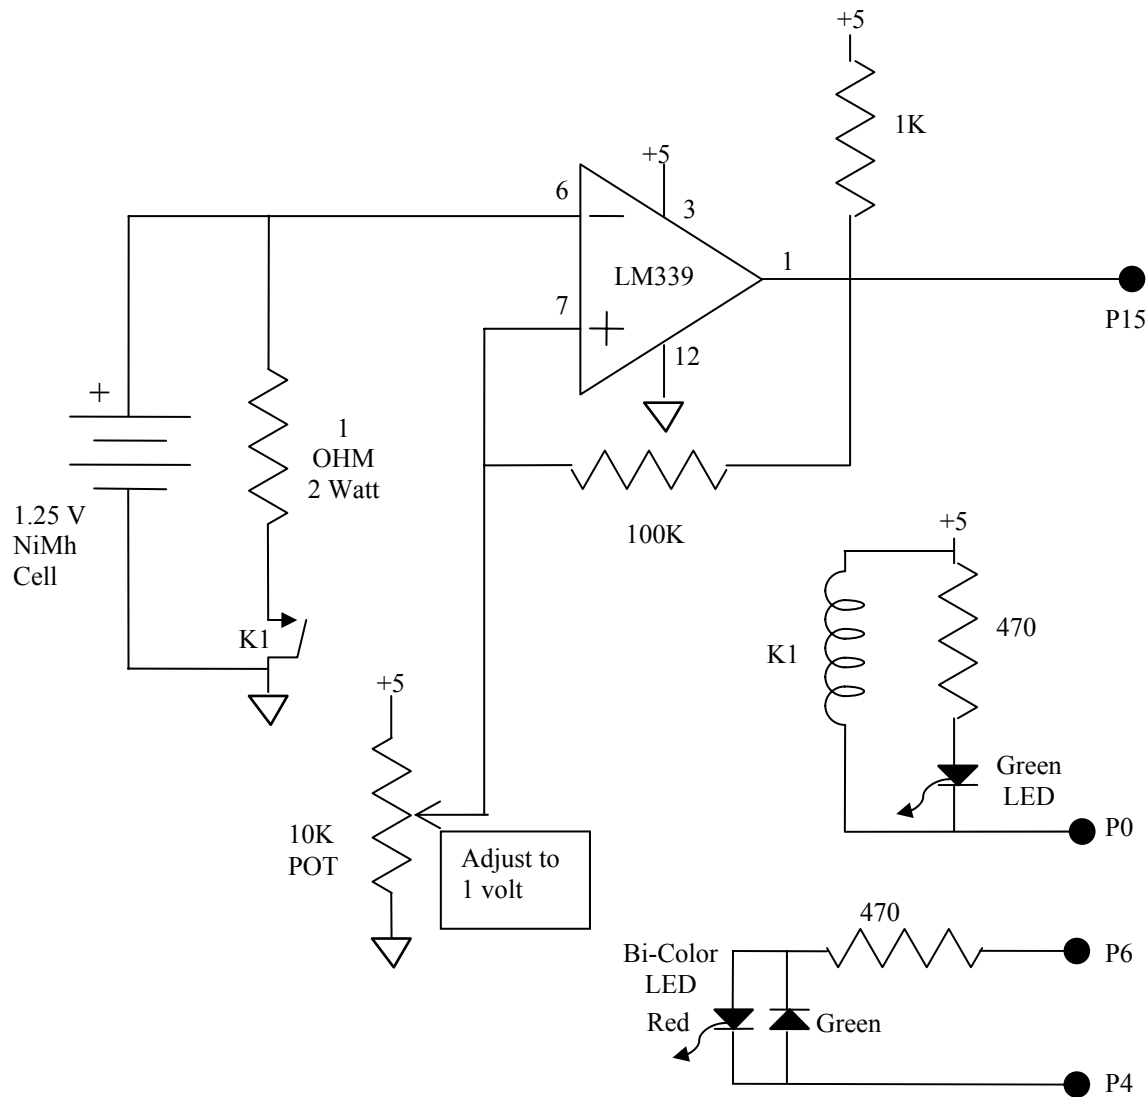 +5
1K
+5
6
3
LM339
1
7
P15
12
+
1
OHM
2 Watt
1.25 V
NiMh
Cell
100K
+5
K1
470
K1
+5
Green
LED
10K
POT
Adjust to
1 volt
P0
470
Bi-Color
LED
P6
Red
Green
P4